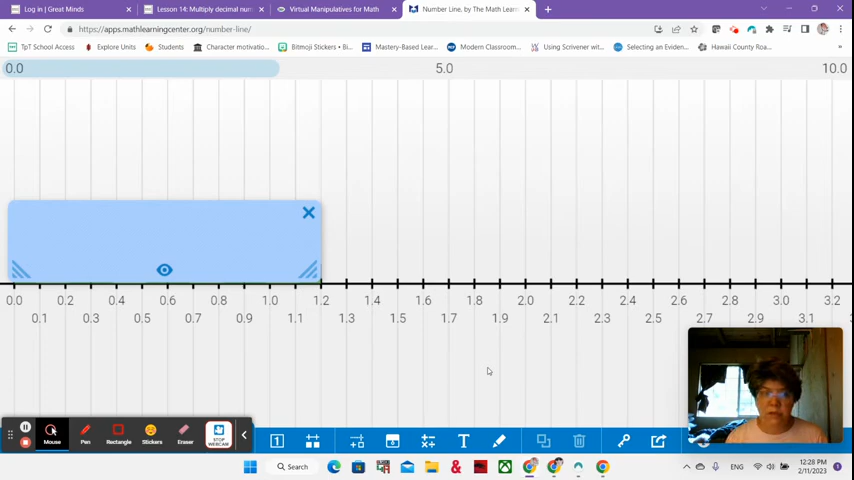 Log in | Great Minds
Lesson 14: Multiply decimal num
Virtual Manipulatives for Math
Number Line, by The Math Learn
https://apps.mathlearningcenter.org/number-line/
TpT School Access
Explore Units
Students
Character motivatio...
Bitmoji Stickers • Bi...
Mastery-Based Lear...
Modern Classroom...
Using Scrivener wit...
Selecting an Eviden...
Hawaii County Roa...
0.0 5.0 10.0
0.0 0.2 0.4 0.6 0.8 1.0 1.2 1.4 1.6 1.8 2.0 2.2 2.4 2.6 2.8 3.0 3.2
0.1 0.3 0.5 0.7 0.9 1.1 1.3 1.5 1.7 1.9 2.1 2.3 2.5 2.7 2.9 3.1
Mouse Pen Rectangle Stickers Eraser STOP WEBCAM
1
T
Search
ENG
12:28 PM
2/11/2023